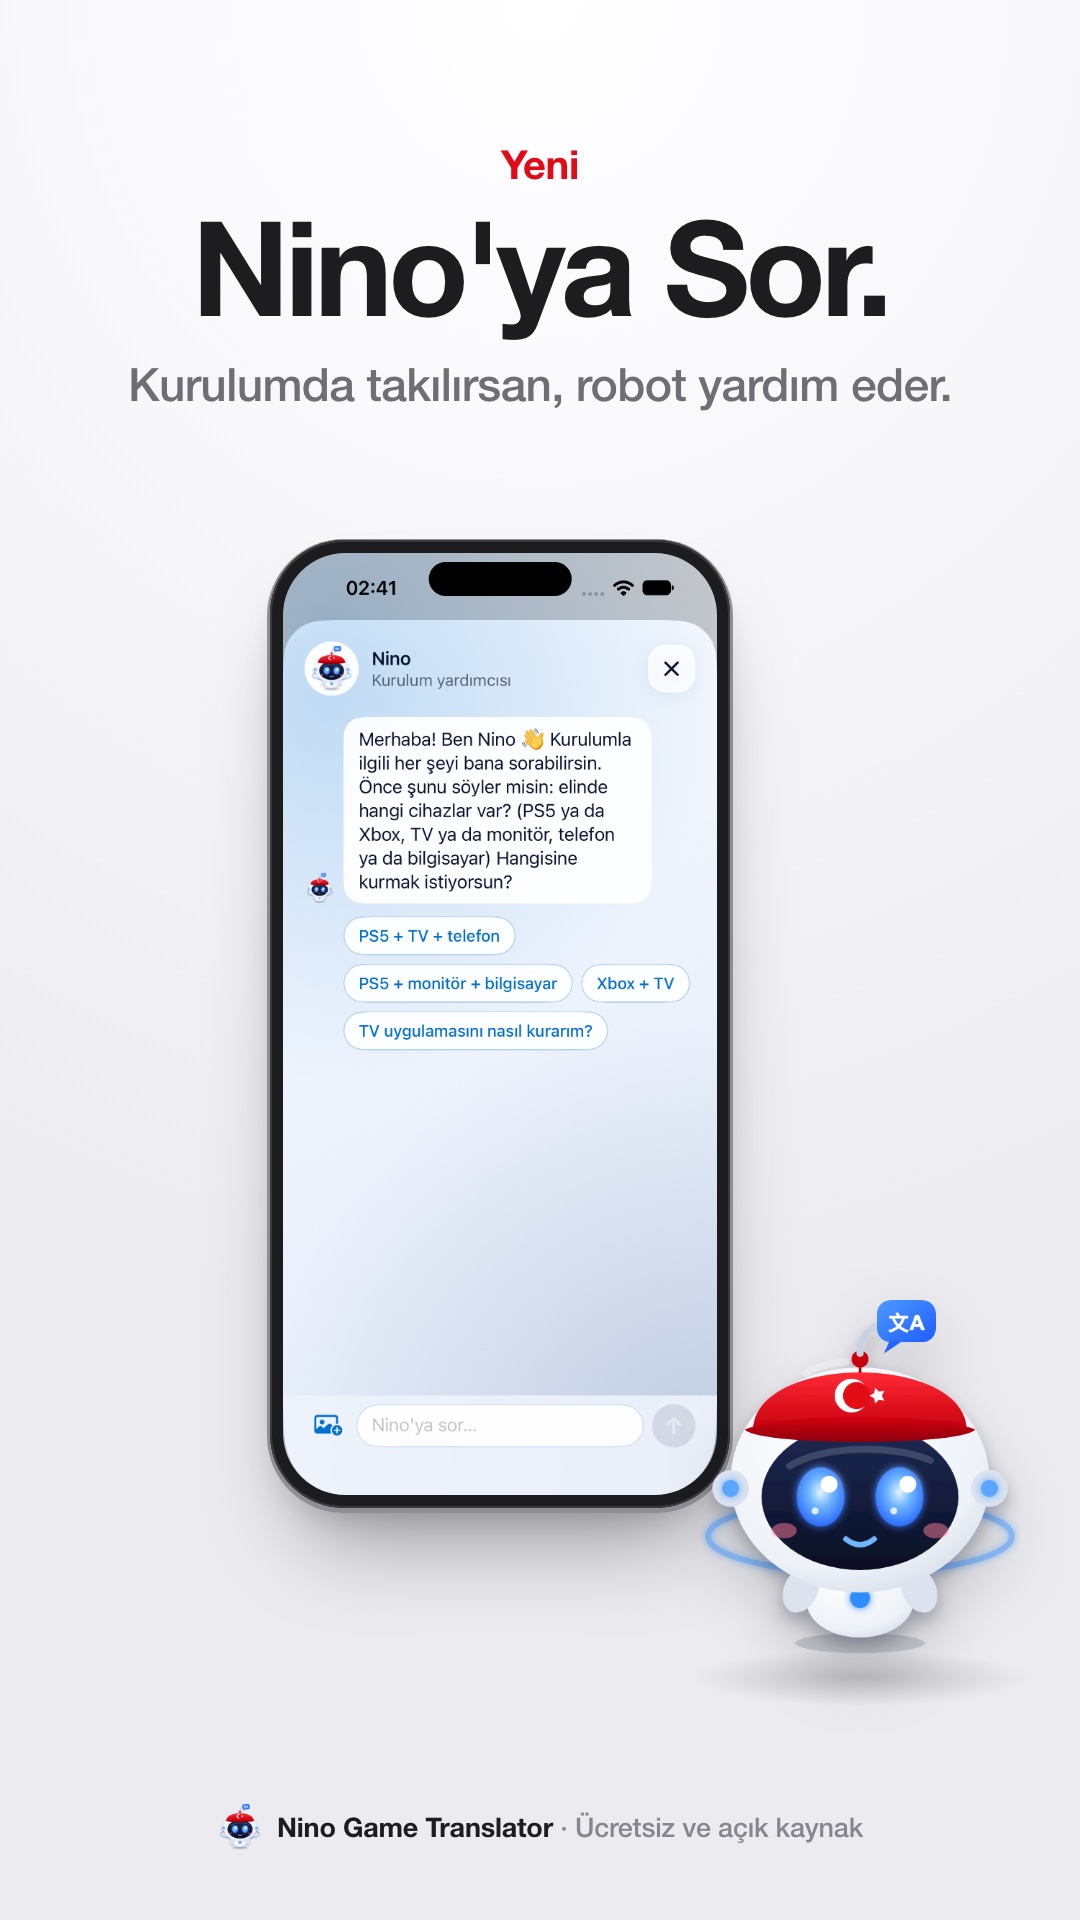 Yeni
Nino'ya Sor.
Kurulumda takılırsan, robot yardım eder.
02:41
Nino
Kurulum yardımcısı
Merhaba! Ben Nino 👋 Kurulumla
ilgili her şeyi bana sorabilirsin.
Önce şunu söyler misin: elinde
hangi cihazlar var? (PS5 ya da
Xbox, TV ya da monitör, telefon
ya da bilgisayar) Hangisine
kurmak istiyorsun?
PS5 + TV + telefon
PS5 + monitör + bilgisayar
Xbox + TV
TV uygulamasını nasıl kurarım?
Nino'ya sor...
文A
Nino Game Translator · Ücretsiz ve açık kaynak